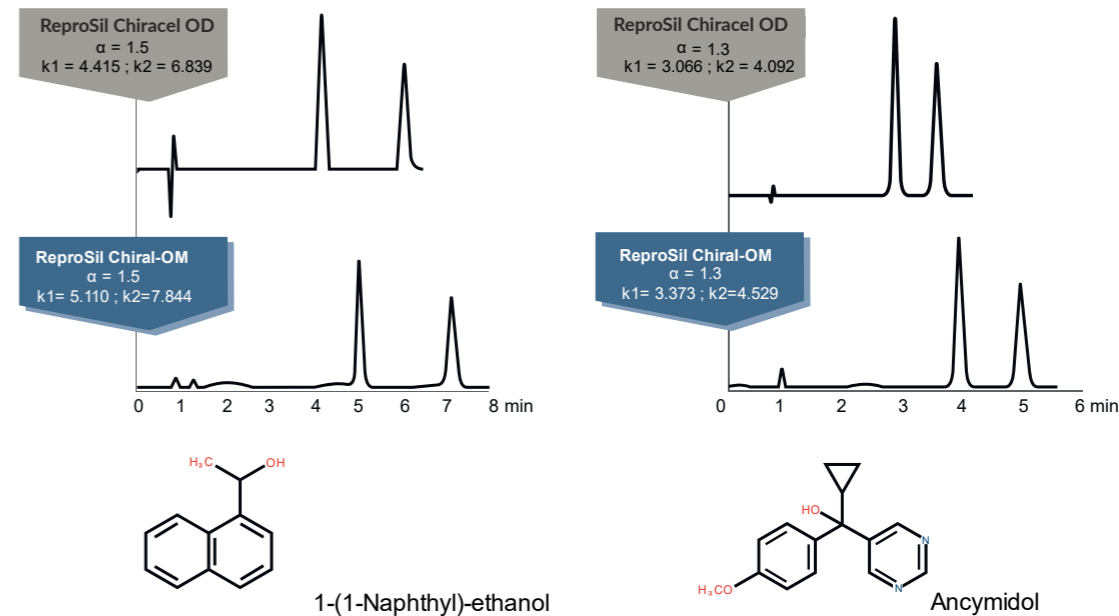 ReproSil Chiracel OD
α = 1.5
k1 = 4.415 ; k2 = 6.839
ReproSil Chiral-OM
α = 1.5
k1= 5.110 ; k2=7.844
0 1 2 3 4 5 6 7 8 min
H₃C OH
1-(1-Naphthyl)-ethanol
ReproSil Chiracel OD
α = 1.3
k1 = 3.066 ; k2 = 4.092
ReproSil Chiral-OM
α = 1.3
k1= 3.373 ; k2=4.529
0 1 2 3 4 5 6 min
HO
N
H₃CO N
Ancymidol